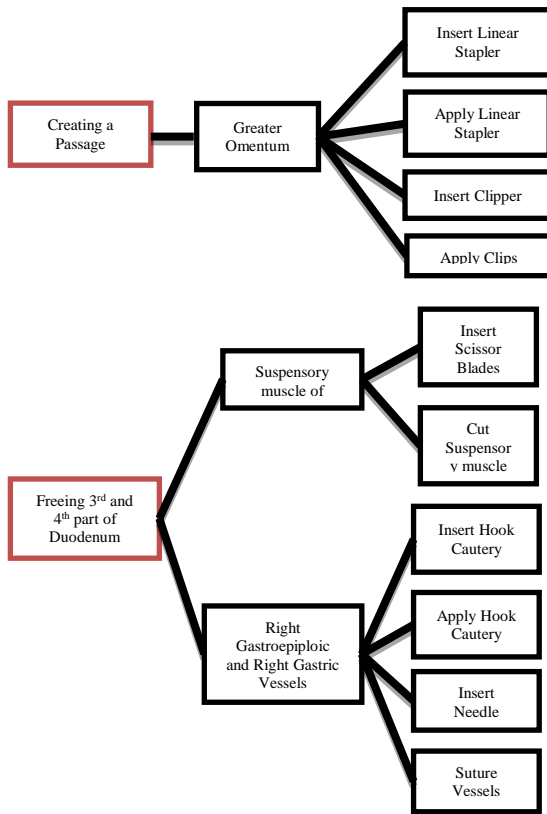 Insert Linear
Stapler
Creating a
Passage
Greater
Omentum
Apply Linear
Stapler
Insert Clipper
Apply Clips
Insert
Scissor
Blades
Suspensory
muscle of
Cut
Suspensor
y muscle
Freeing 3rd and
4th part of
Duodenum
Insert Hook
Cautery
Right
Gastroepiploic
and Right Gastric
Vessels
Apply Hook
Cautery
Insert
Needle
Suture
Vessels